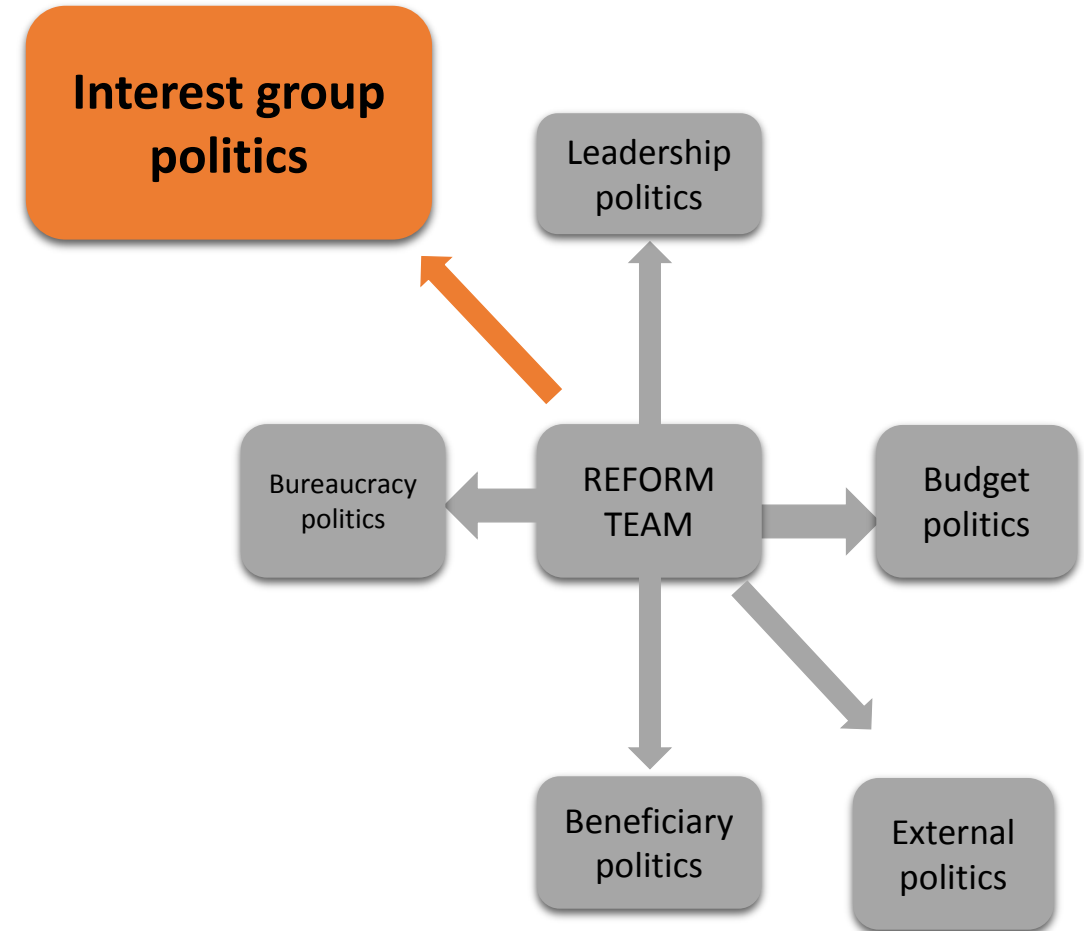 Interest group
politics
Leadership
politics
Bureaucracy
politics
REFORM
TEAM
Budget
politics
Beneficiary
politics
External
politics